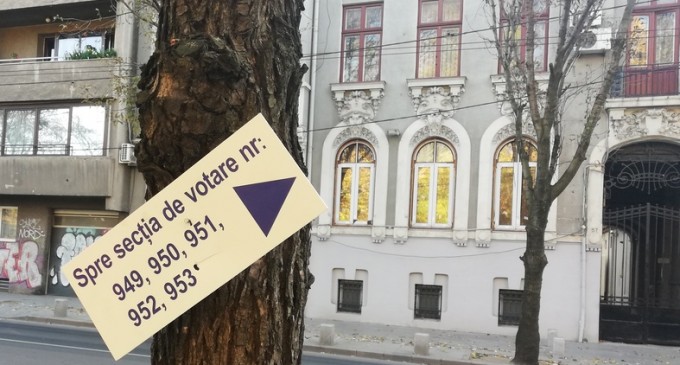 Spre secția de votare nr:
949, 950, 951,
952, 953